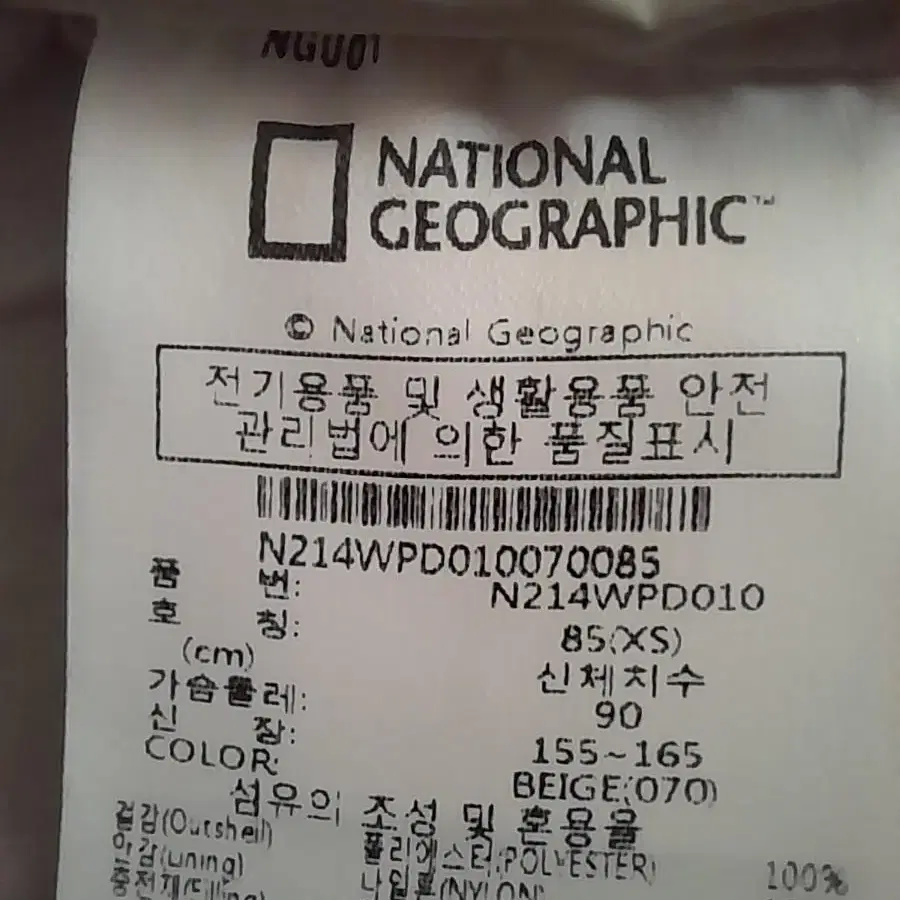 NG001
NATIONAL
GEOGRAPHIC™
© National Geographic
전기용품 및 생활용품 안전
관리법에 의한 품질표시
N214WPD010070085
품 번: N214WPD010
호 칭: 85(XS)
(cm) 신체치수
가슴둘레: 90
신 장: 155~165
COLOR: BEIGE(070)
섬유의 조성 및 혼용율
겉감(Outshell) 폴리에스터(POLYESTER) 100%
안감(Lining) 나일론(NYLON)
충전재(Filling)